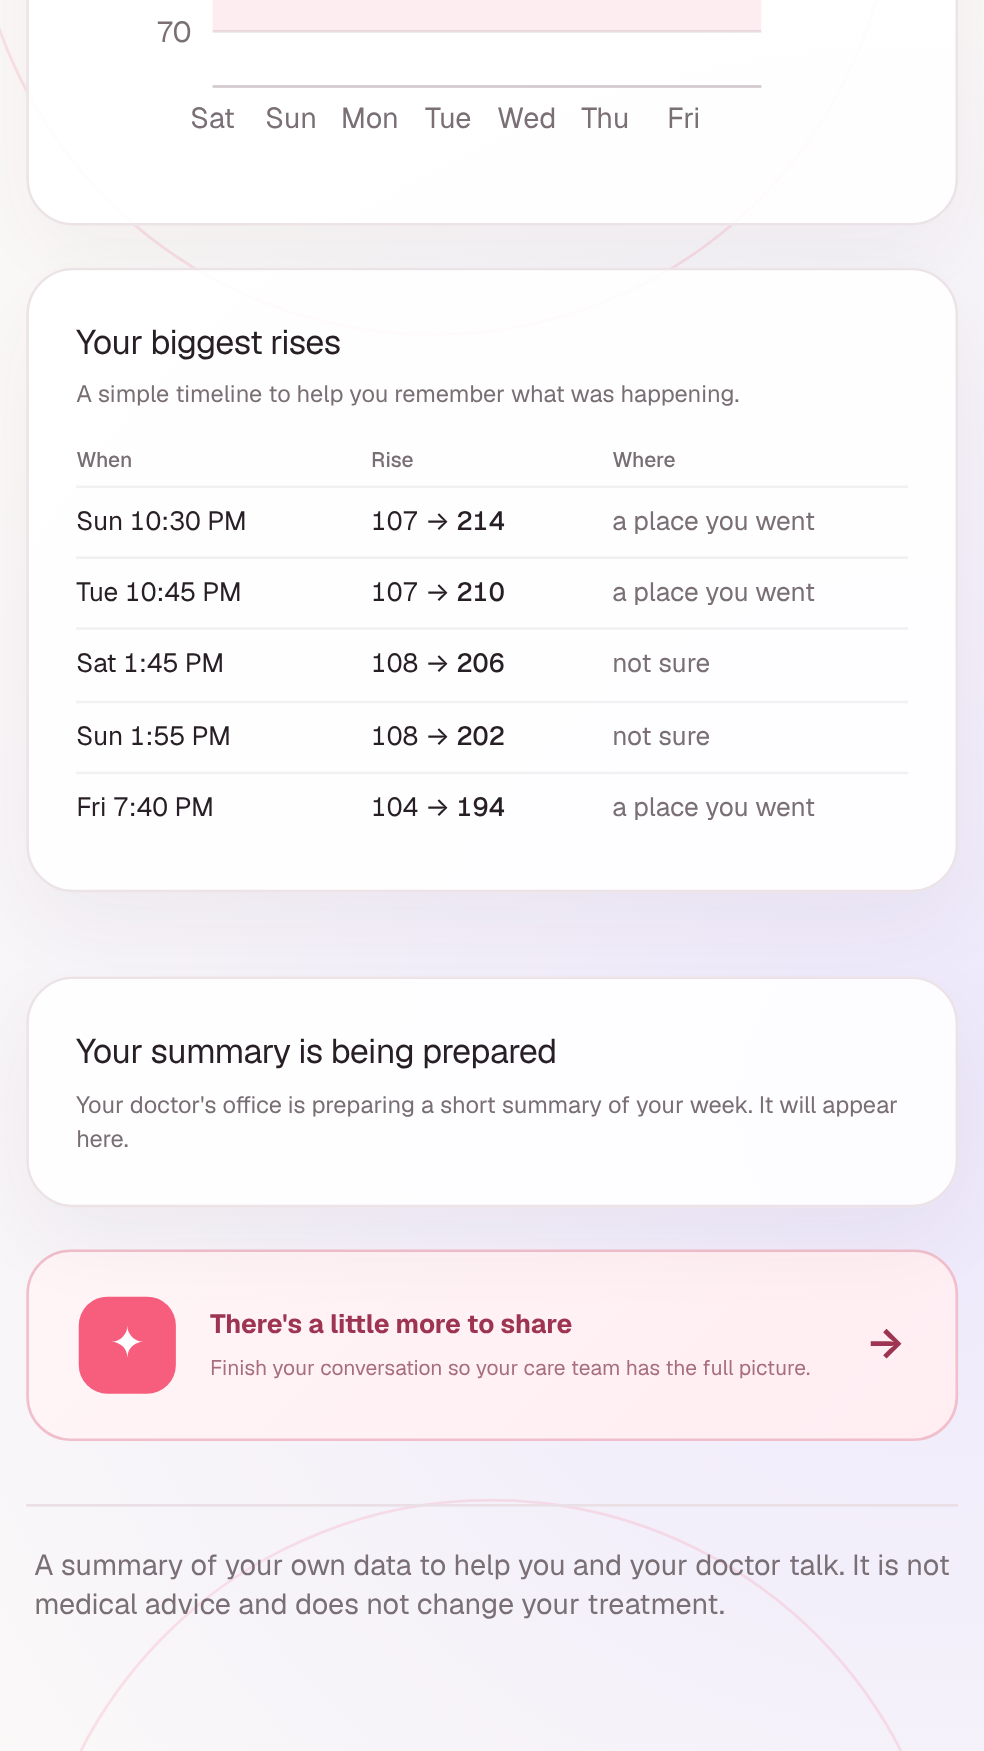 70
Sat Sun Mon Tue Wed Thu Fri
Your biggest rises
A simple timeline to help you remember what was happening.
When Rise Where
Sun 10:30 PM 107 → 214 a place you went
Tue 10:45 PM 107 → 210 a place you went
Sat 1:45 PM 108 → 206 not sure
Sun 1:55 PM 108 → 202 not sure
Fri 7:40 PM 104 → 194 a place you went
Your summary is being prepared
Your doctor's office is preparing a short summary of your week. It will appear
here.
There's a little more to share
Finish your conversation so your care team has the full picture.
A summary of your own data to help you and your doctor talk. It is not
medical advice and does not change your treatment.